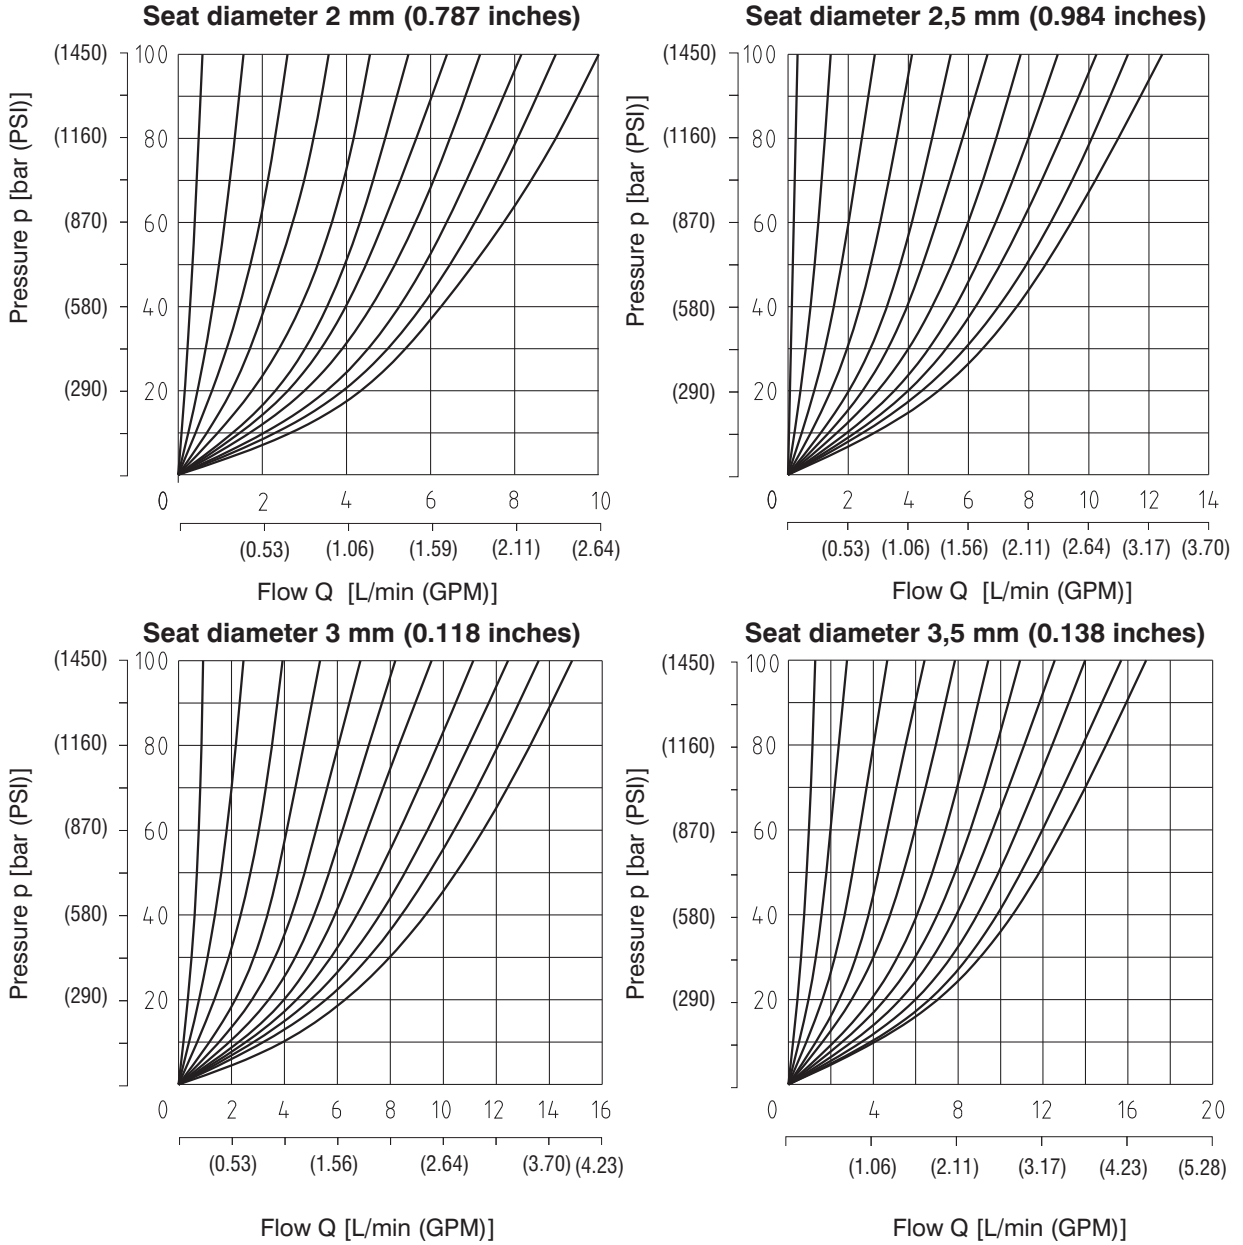 Seat diameter 2 mm (0.787 inches)
Pressure p [bar (PSI)]
(1450) 100
(1160) 80
(870) 60
(580) 40
(290) 20
0 2 4 6 8 10
(0.53) (1.06) (1.59) (2.11) (2.64)
Flow Q [L/min (GPM)]
Seat diameter 2,5 mm (0.984 inches)
Pressure p [bar (PSI)]
(1450) 100
(1160) 80
(870) 60
(580) 40
(290) 20
0 2 4 6 8 10 12 14
(0.53) (1.06) (1.56) (2.11) (2.64) (3.17) (3.70)
Flow Q [L/min (GPM)]
Seat diameter 3 mm (0.118 inches)
Pressure p [bar (PSI)]
(1450) 100
(1160) 80
(870) 60
(580) 40
(290) 20
0 2 4 6 8 10 12 14 16
(0.53) (1.56) (2.64) (3.70) (4.23)
Flow Q [L/min (GPM)]
Seat diameter 3,5 mm (0.138 inches)
Pressure p [bar (PSI)]
(1450) 100
(1160) 80
(870) 60
(580) 40
(290) 20
0 4 8 12 16 20
(1.06) (2.11) (3.17) (4.23) (5.28)
Flow Q [L/min (GPM)]